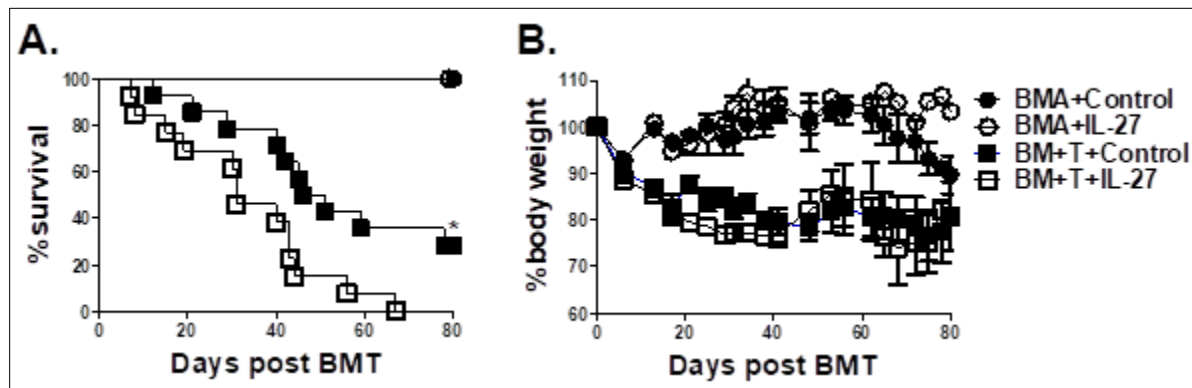 A.
B.
%survival
100
80
60
40
20
0
*
0 20 40 60 80
Days post BMT
%body weight
110
100
90
80
70
60
0 20 40 60 80
Days post BMT
BMA+Control
BMA+IL-27
BM+T+Control
BM+T+IL-27